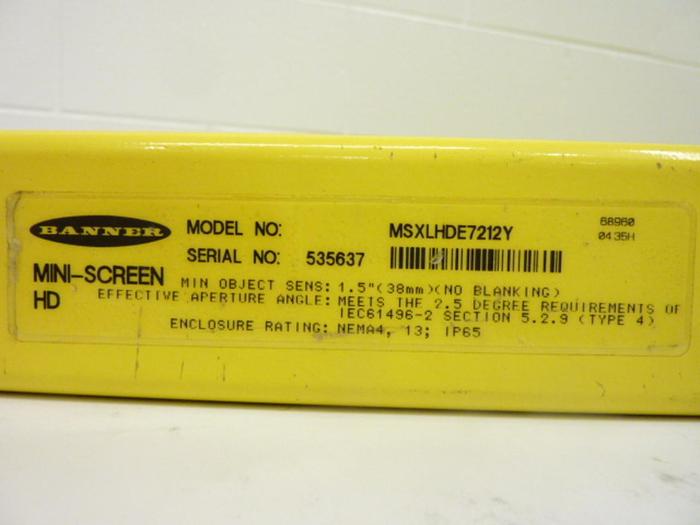 BANNER
MODEL NO: MSXLHDE7212Y 68960
SERIAL NO: 535637 0435H
MINI-SCREEN
HD
MIN OBJECT SENS: 1.5"(38mm)(NO BLANKING)
EFFECTIVE APERTURE ANGLE: MEETS THE 2.5 DEGREE REQUIREMENTS OF
IEC61496-2 SECTION 5.2.9 (TYPE 4)
ENCLOSURE RATING: NEMA4, 13; IP65